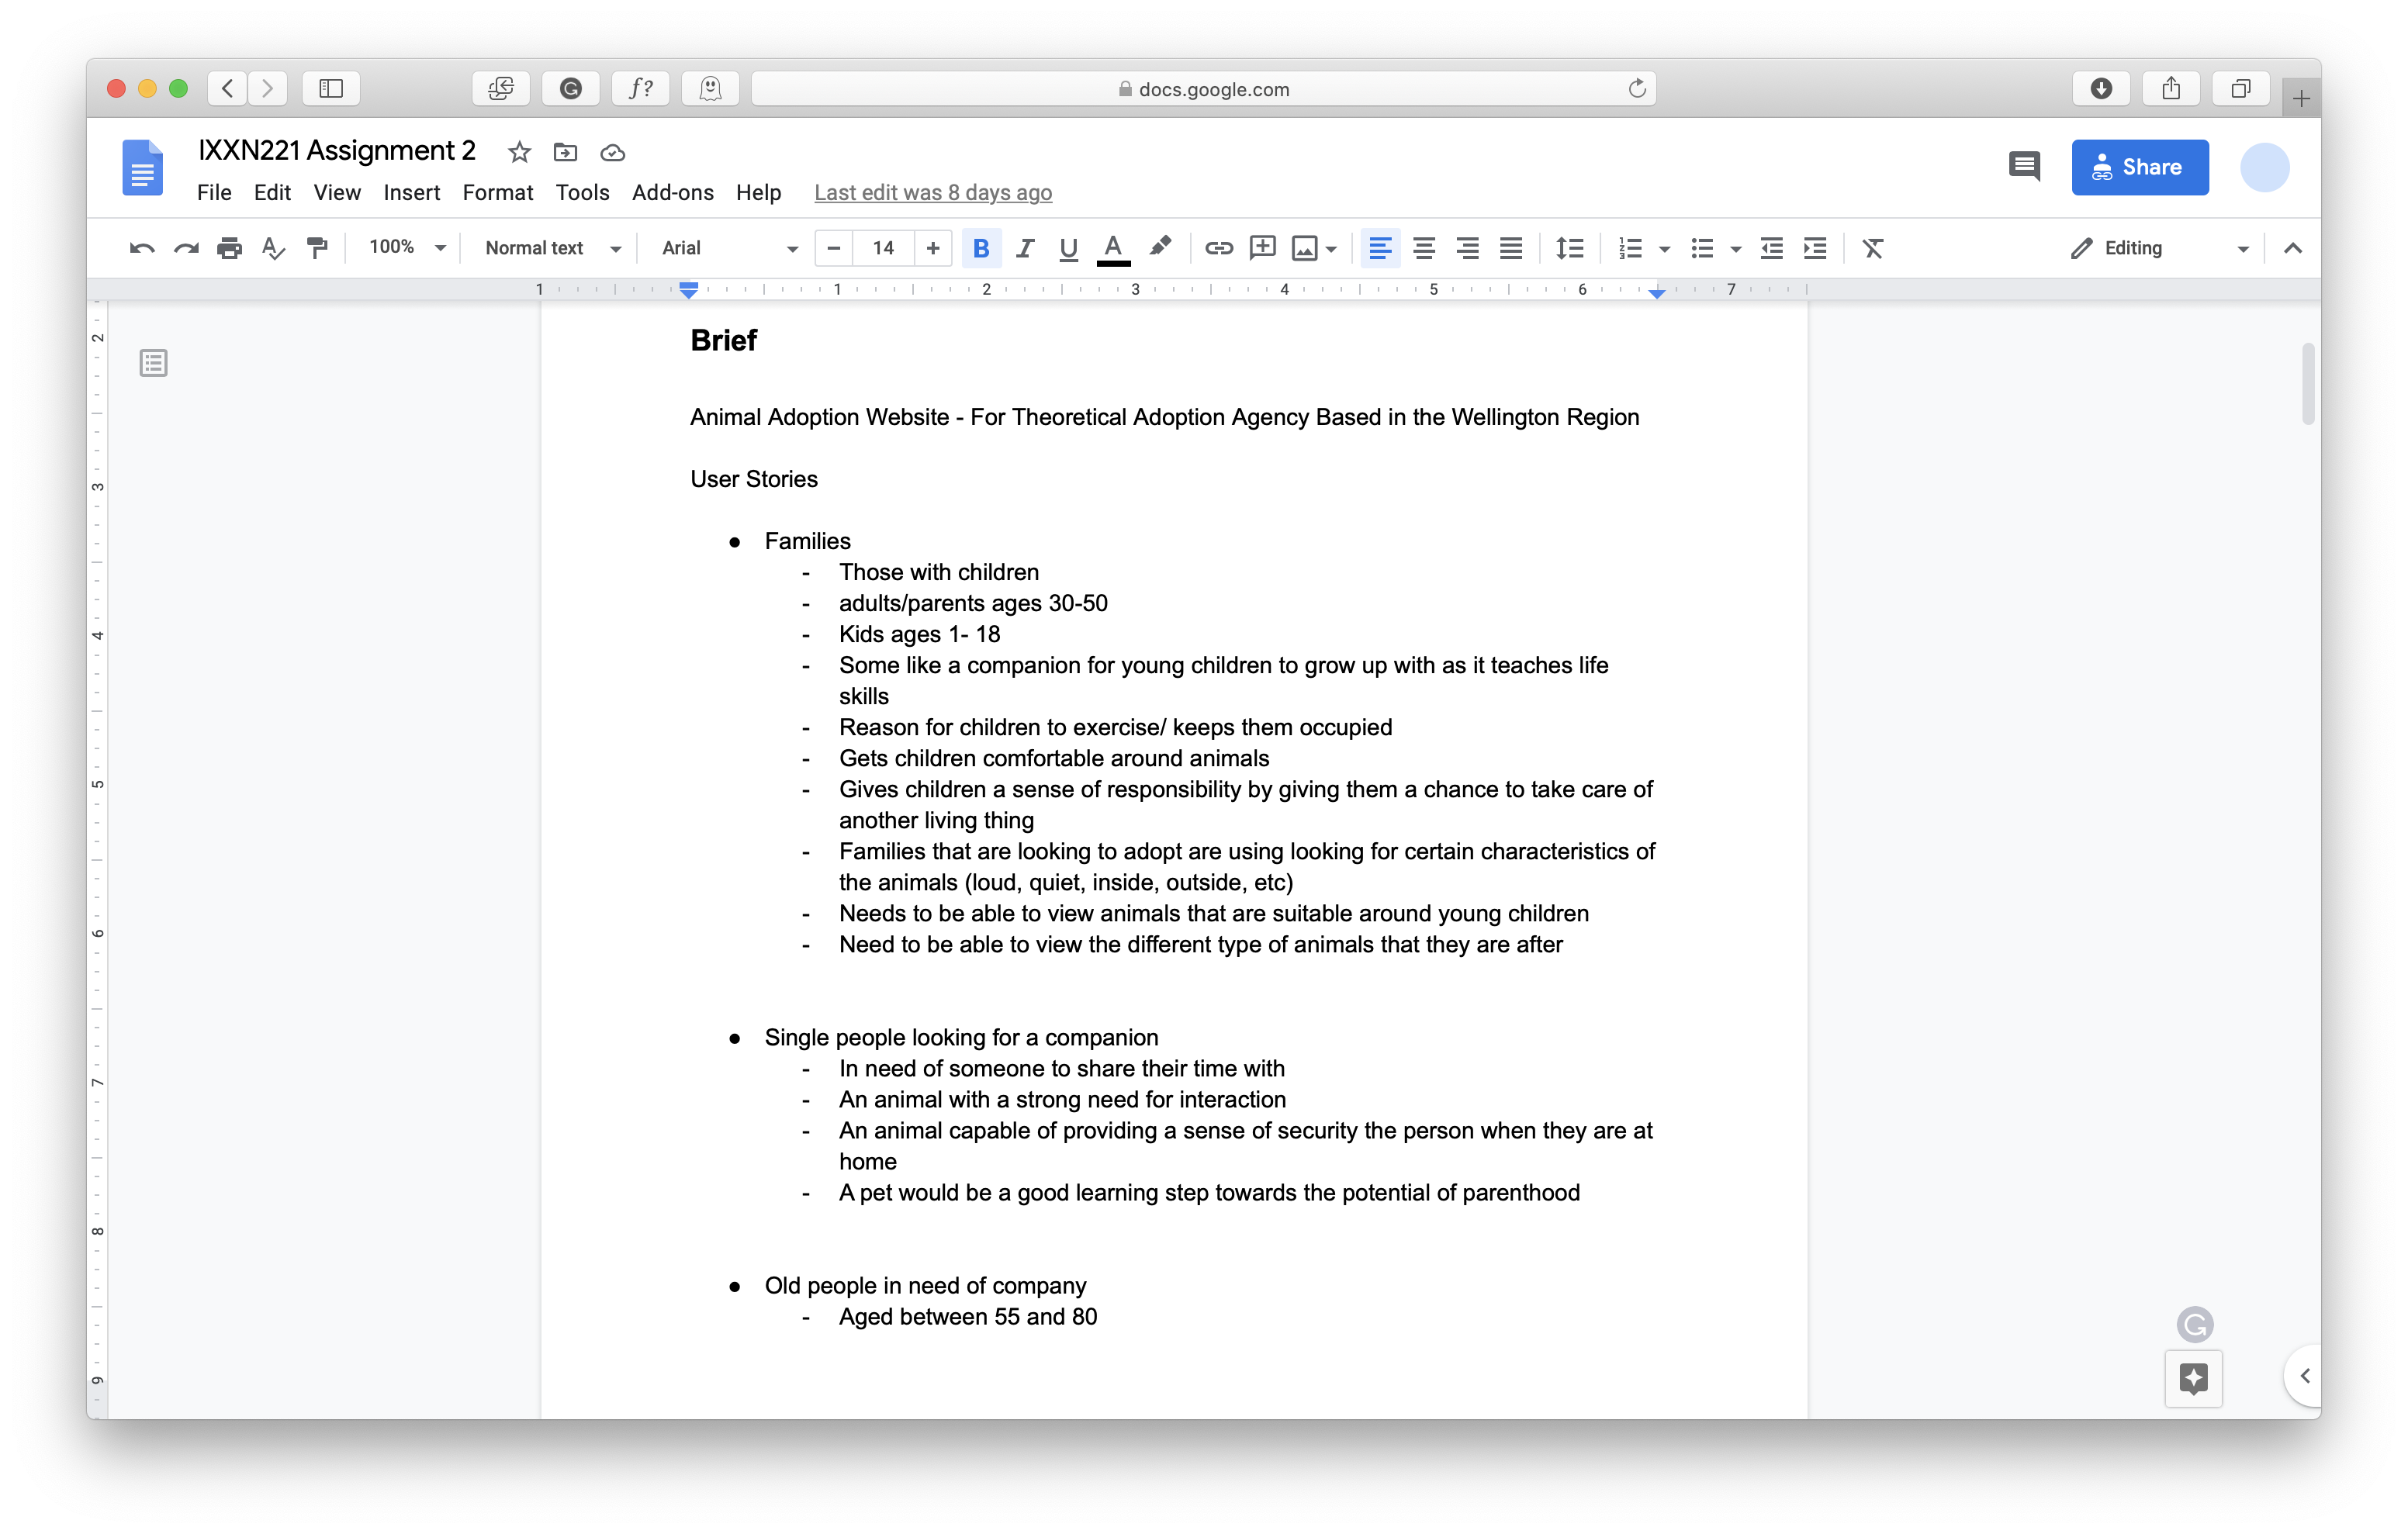 docs.google.com
IXXN221 Assignment 2
Share
File Edit View Insert Format Tools Add-ons Help Last edit was 8 days ago
100% Normal text Arial 14 B I U A Editing
1 1 2 3 4 5 6 7
2
3
4
5
6
7
8
9
Brief
Animal Adoption Website - For Theoretical Adoption Agency Based in the Wellington Region
User Stories
● Families
- Those with children
- adults/parents ages 30-50
- Kids ages 1- 18
- Some like a companion for young children to grow up with as it teaches life
skills
- Reason for children to exercise/ keeps them occupied
- Gets children comfortable around animals
- Gives children a sense of responsibility by giving them a chance to take care of
another living thing
- Families that are looking to adopt are using looking for certain characteristics of
the animals (loud, quiet, inside, outside, etc)
- Needs to be able to view animals that are suitable around young children
- Need to be able to view the different type of animals that they are after
● Single people looking for a companion
- In need of someone to share their time with
- An animal with a strong need for interaction
- An animal capable of providing a sense of security the person when they are at
home
- A pet would be a good learning step towards the potential of parenthood
● Old people in need of company
- Aged between 55 and 80